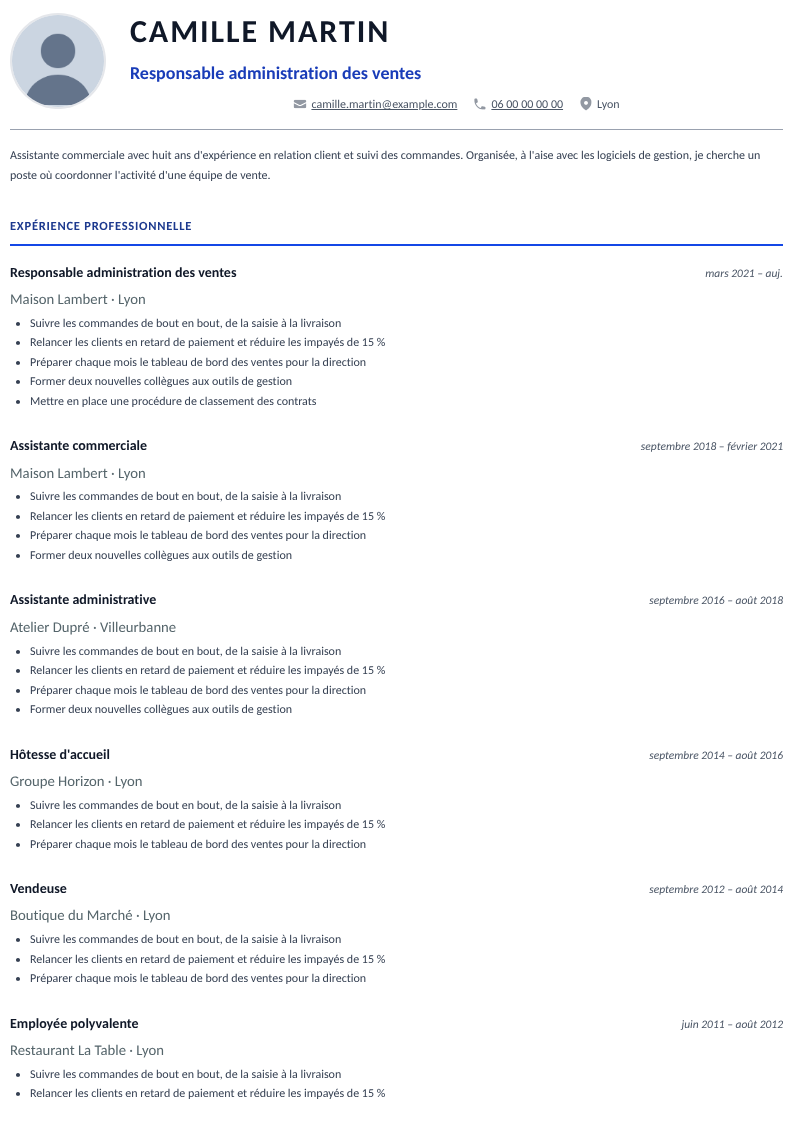 CAMILLE MARTIN
Responsable administration des ventes
camille.martin@example.com 06 00 00 00 00 Lyon
Assistante commerciale avec huit ans d'expérience en relation client et suivi des commandes. Organisée, à l'aise avec les logiciels de gestion, je cherche un
poste où coordonner l'activité d'une équipe de vente.
EXPÉRIENCE PROFESSIONNELLE
Responsable administration des ventes mars 2021 – auj.
Maison Lambert · Lyon
• Suivre les commandes de bout en bout, de la saisie à la livraison
• Relancer les clients en retard de paiement et réduire les impayés de 15 %
• Préparer chaque mois le tableau de bord des ventes pour la direction
• Former deux nouvelles collègues aux outils de gestion
• Mettre en place une procédure de classement des contrats
Assistante commerciale septembre 2018 – février 2021
Maison Lambert · Lyon
• Suivre les commandes de bout en bout, de la saisie à la livraison
• Relancer les clients en retard de paiement et réduire les impayés de 15 %
• Préparer chaque mois le tableau de bord des ventes pour la direction
• Former deux nouvelles collègues aux outils de gestion
Assistante administrative septembre 2016 – août 2018
Atelier Dupré · Villeurbanne
• Suivre les commandes de bout en bout, de la saisie à la livraison
• Relancer les clients en retard de paiement et réduire les impayés de 15 %
• Préparer chaque mois le tableau de bord des ventes pour la direction
• Former deux nouvelles collègues aux outils de gestion
Hôtesse d'accueil septembre 2014 – août 2016
Groupe Horizon · Lyon
• Suivre les commandes de bout en bout, de la saisie à la livraison
• Relancer les clients en retard de paiement et réduire les impayés de 15 %
• Préparer chaque mois le tableau de bord des ventes pour la direction
Vendeuse septembre 2012 – août 2014
Boutique du Marché · Lyon
• Suivre les commandes de bout en bout, de la saisie à la livraison
• Relancer les clients en retard de paiement et réduire les impayés de 15 %
• Préparer chaque mois le tableau de bord des ventes pour la direction
Employée polyvalente juin 2011 – août 2012
Restaurant La Table · Lyon
• Suivre les commandes de bout en bout, de la saisie à la livraison
• Relancer les clients en retard de paiement et réduire les impayés de 15 %